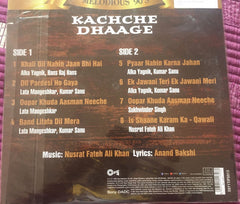 MELODIOUS 90'S
KACHCHE
DHAAGE
SIDE 1
1 Khali Dil Nahin Jaan Bhi Hai
Alka Yagnik, Hans Raj Hans
2 Dil Pardesi Ho Gaya
Lata Mangeshkar, Kumar Sanu
3 Oopar Khuda Aasman Neeche
Lata Mangeshkar
4 Band Lifafa Dil Mera
Lata Mangeshkar, Kumar Sanu
SIDE 2
5 Pyaar Nahin Karna Jahan
Alka Yagnik, Kumar Sanu
6 Ek Jawani Teri Ek Jawani Meri
Alka Yagnik, Kumar Sanu
7 Oopar Khuda Aasman Neeche
Sukhwinder Singh
8 Is Shaane Karam Ka - Qawali
Nusrat Fateh Ali Khan
Music: Nusrat Fateh Ali Khan Lyrics: Anand Bakshi
Tips
Sony DADC